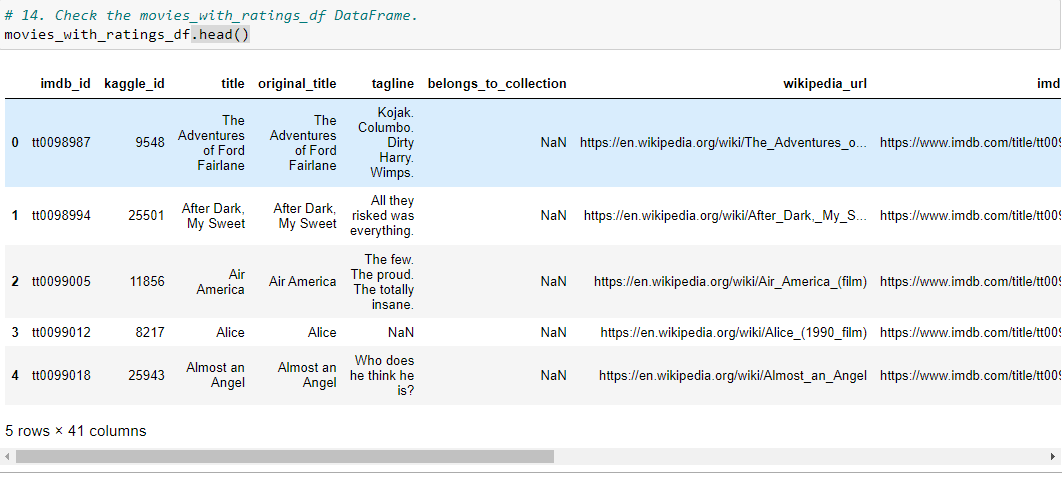 # 14. Check the movies_with_ratings_df DataFrame.
movies_with_ratings_df.head()
imdb_id kaggle_id title original_title tagline belongs_to_collection wikipedia_url imd
0 tt0098987 9548 The Adventures of Ford Fairlane The Adventures of Ford Fairlane Kojak. Columbo. Dirty Harry. Wimps. NaN https://en.wikipedia.org/wiki/The_Adventures_o... https://www.imdb.com/title/tt009
1 tt0098994 25501 After Dark, My Sweet After Dark, My Sweet All they risked was everything. NaN https://en.wikipedia.org/wiki/After_Dark,_My_S... https://www.imdb.com/title/tt009
2 tt0099005 11856 Air America Air America The few. The proud. The totally insane. NaN https://en.wikipedia.org/wiki/Air_America_(film) https://www.imdb.com/title/tt009
3 tt0099012 8217 Alice Alice NaN NaN https://en.wikipedia.org/wiki/Alice_(1990_film) https://www.imdb.com/title/tt009
4 tt0099018 25943 Almost an Angel Almost an Angel Who does he think he is? NaN https://en.wikipedia.org/wiki/Almost_an_Angel https://www.imdb.com/title/tt009
5 rows × 41 columns